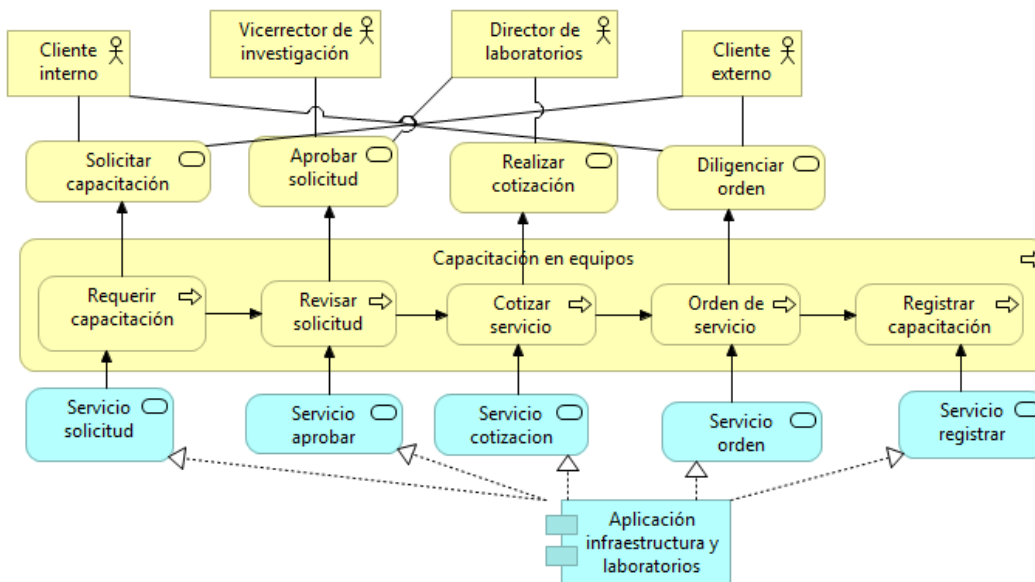 Cliente
interno
Vicerrector de
investigación
Director de
laboratorios
Cliente
externo
Solicitar
capacitación
Aprobar
solicitud
Realizar
cotización
Diligenciar
orden
Capacitación en equipos
Requerir
capacitación
Revisar
solicitud
Cotizar
servicio
Orden de
servicio
Registrar
capacitación
Servicio
solicitud
Servicio
aprobar
Servicio
cotizacion
Servicio
orden
Servicio
registrar
Aplicación
infraestructura y
laboratorios